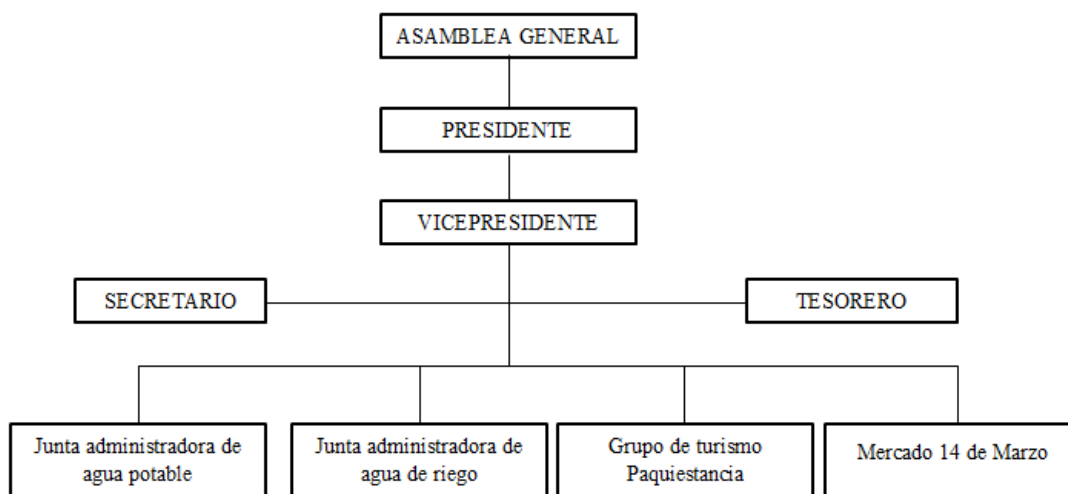 ASAMBLEA GENERAL
PRESIDENTE
VICEPRESIDENTE
SECRETARIO
TESORERO
Junta administradora de
agua potable
Junta administradora de
agua de riego
Grupo de turismo
Paquiestancia
Mercado 14 de Marzo